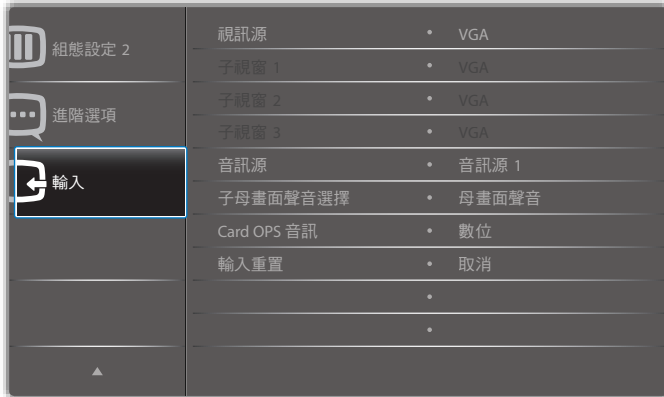 組態設定 2
進階選項
輸入
視訊源 • VGA
子視窗 1 • VGA
子視窗 2 • VGA
子視窗 3 • VGA
音訊源 • 音訊源 1
子母畫面聲音選擇 • 母畫面聲音
Card OPS 音訊 • 數位
輸入重置 • 取消